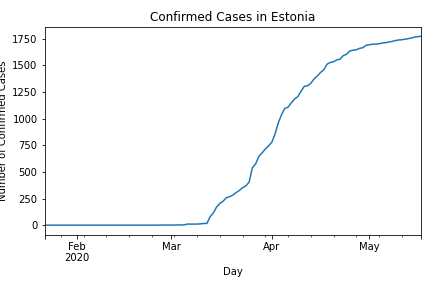 Confirmed Cases in Estonia
Number of Confirmed Cases
1750
1500
1250
1000
750
500
250
0
Feb
2020
Mar
Apr
May
Day